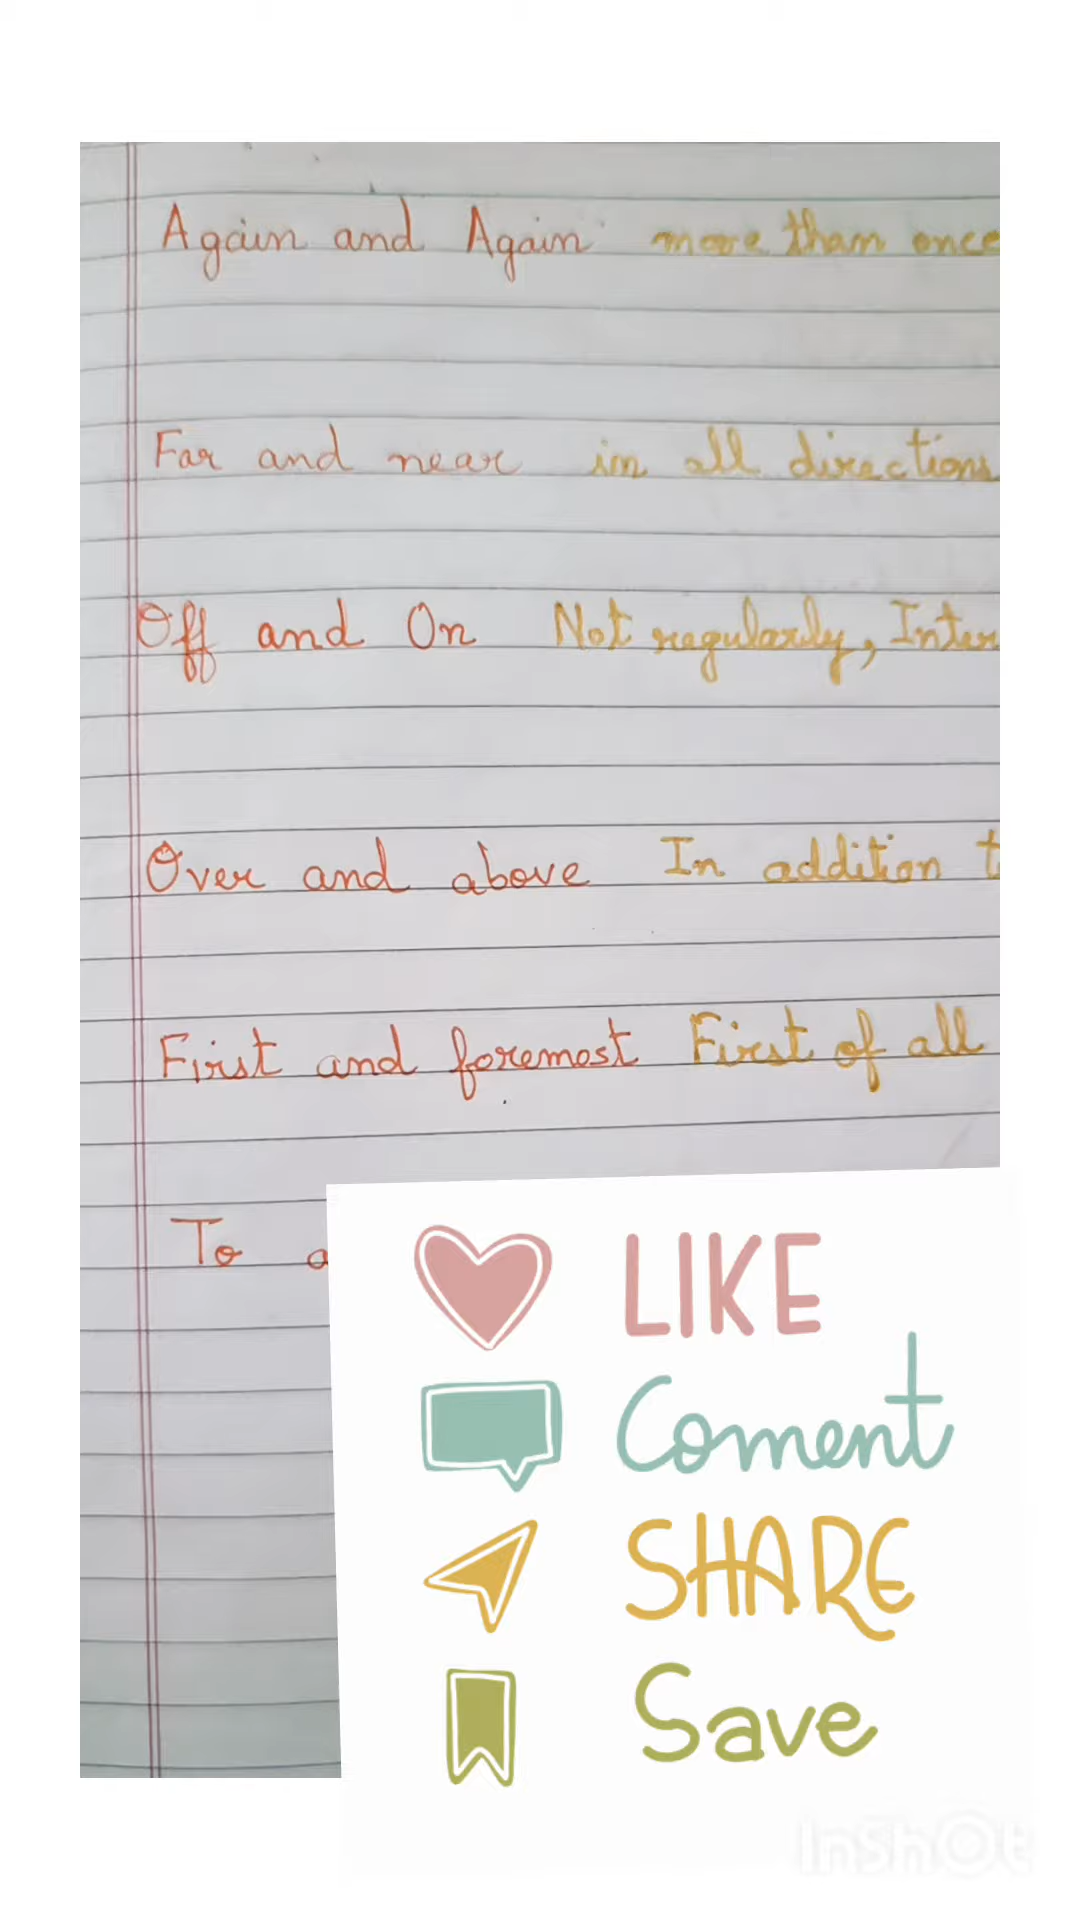 Again and Again more than once
Far and near in all directions
Off and On Not regularly, Inter
Over and above In addition t
First and foremost First of all
To a
LIKE
Coment
SHARE
Save
InShOt